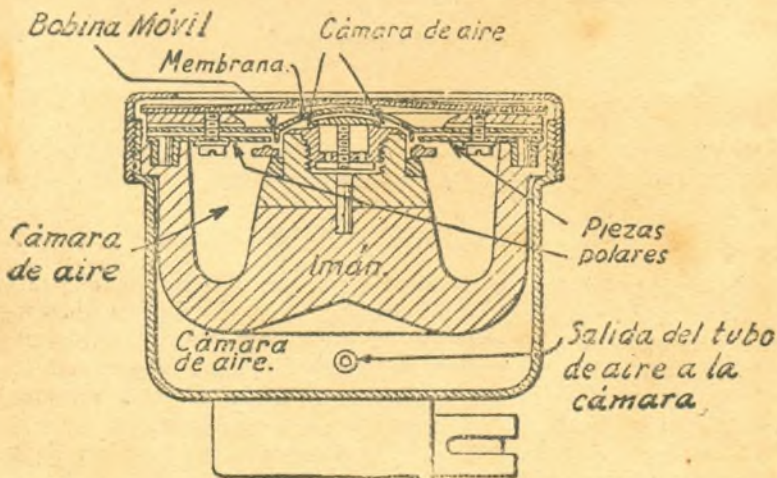 Bobina Móvil
Cámara de aire
Membrana.
Cámara
de aire
Piezas
polares
Imán.
Cámara
de aire.
Salida del tubo
de aire a la
cámara,